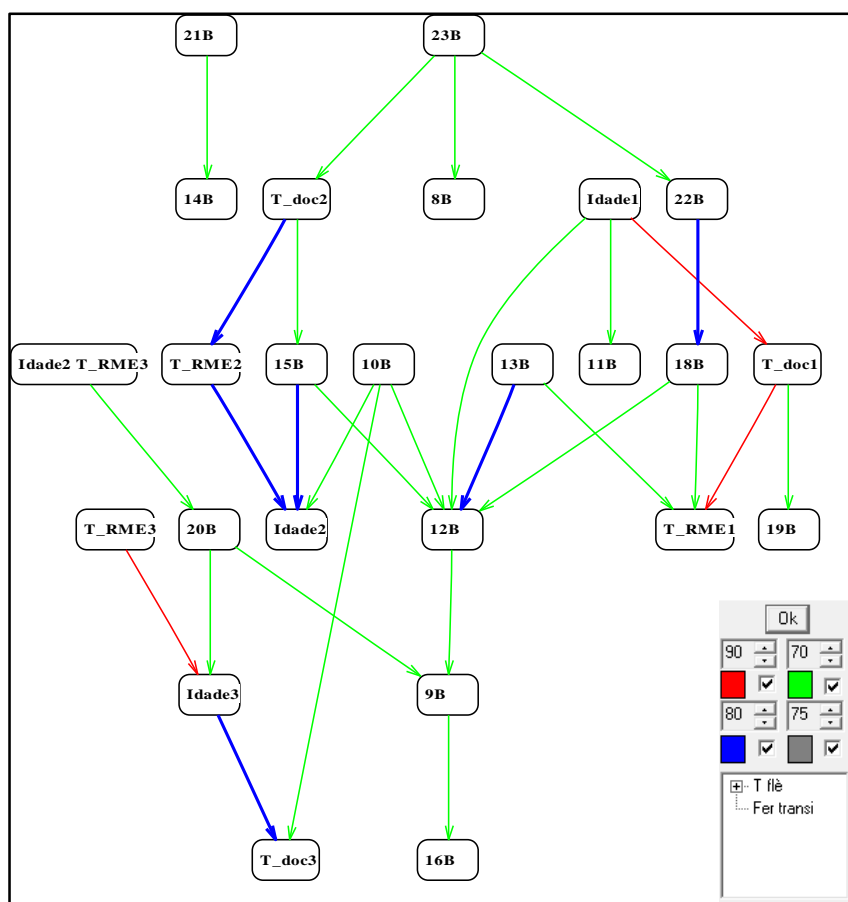 21B
23B
14B
T_doc2
8B
Idade1
22B
Idade2 T_RME3
T_RME2
15B
10B
13B
11B
18B
T_doc1
T_RME3
20B
Idade2
12B
T_RME1
19B
Ok
90
70
Idade3
9B
80
75
T flè
Fer transi
T_doc3
16B